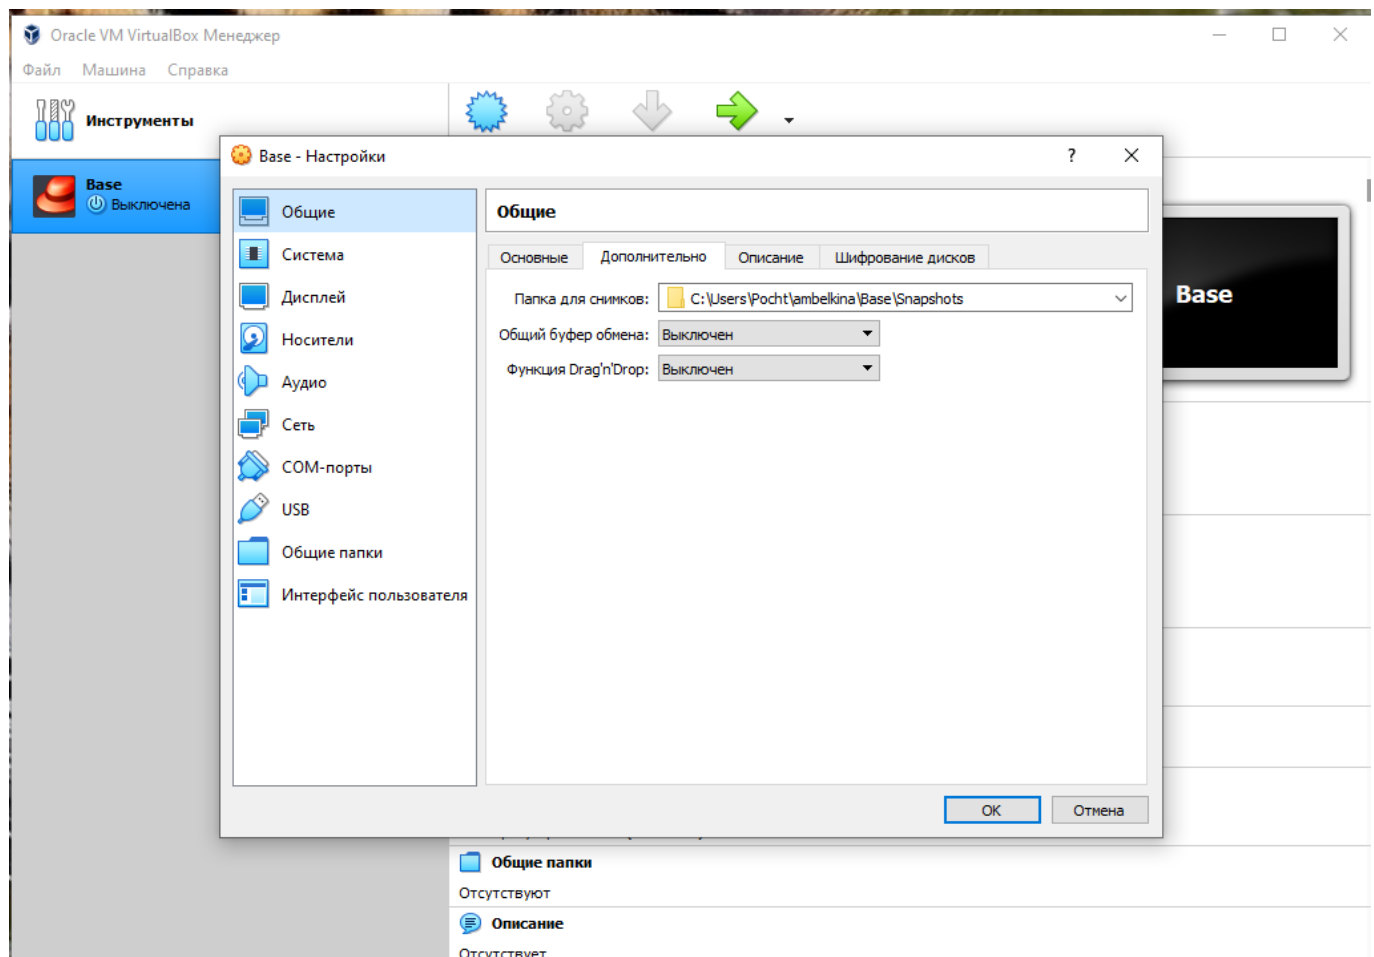 Oracle VM VirtualBox Менеджер
Файл Машина Справка
Инструменты
Base
Выключена
Base - Настройки
?
Общие
Система
Дисплей
Носители
Аудио
Сеть
COM-порты
USB
Общие папки
Интерфейс пользователя
Общие
Основные Дополнительно Описание Шифрование дисков
Папка для снимков: C:\Users\Pocht\ambelkina\Base\Snapshots
Общий буфер обмена: Выключен
Функция Drag'n'Drop: Выключен
OK Отмена
Base
Общие папки
Отсутствуют
Описание
Отсутствует